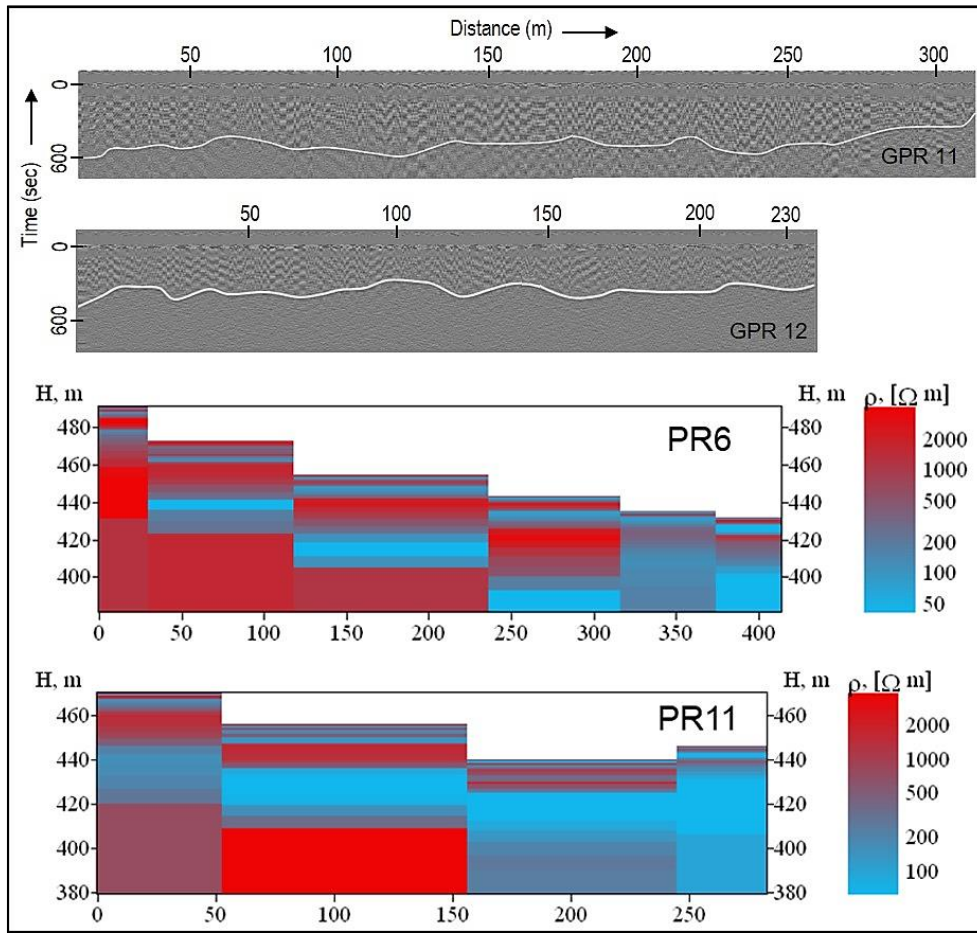 Distance (m)
50 100 150 200 250 300
0
600
GPR 11
Time (sec)
50 100 150 200 230
0
600
GPR 12
H, m H, m ρ, [Ω m]
PR6
480 480 2000
460 460 1000
440 440 500
420 420 200
400 400 100
50
0 50 100 150 200 250 300 350 400
H, m H, m ρ, [Ω m]
PR11
460 460 2000
440 440 1000
420 420 500
400 400 200
380 380 100
0 50 100 150 200 250